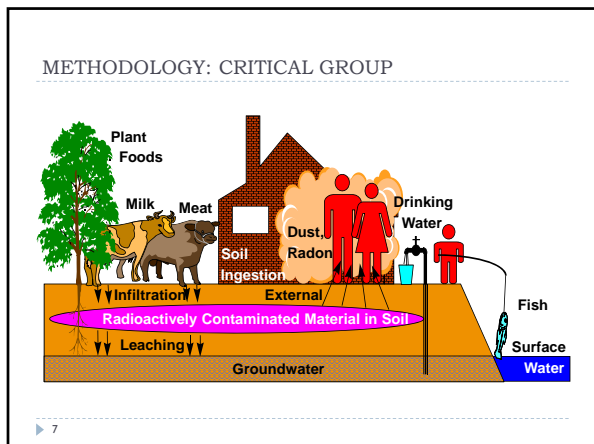 METHODOLOGY: CRITICAL GROUP
Plant
Foods
Milk
Meat
Soil
Ingestion
Dust,
Radon
Drinking
Water
Infiltration
External
Radioactively Contaminated Material in Soil
Leaching
Groundwater
Fish
Surface
Water
7